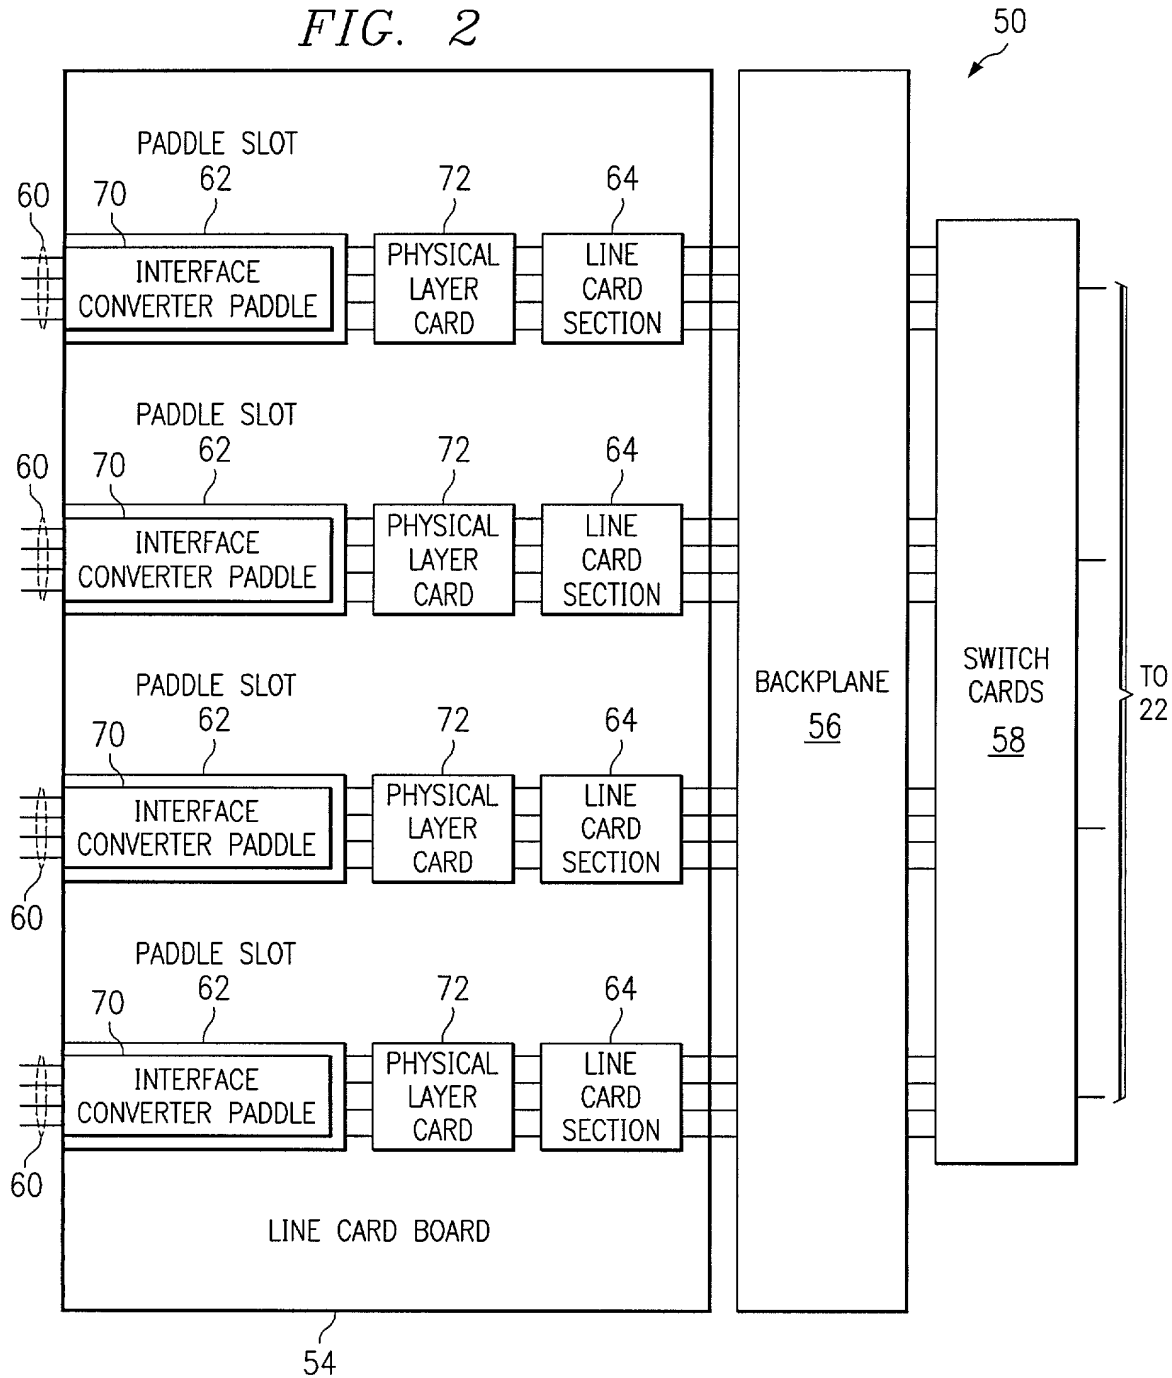 FIG. 2
50
PADDLE SLOT
60 70 62 72 64
INTERFACE
CONVERTER PADDLE
PHYSICAL
LAYER
CARD
LINE
CARD
SECTION
PADDLE SLOT
60 70 62 72 64
INTERFACE
CONVERTER PADDLE
PHYSICAL
LAYER
CARD
LINE
CARD
SECTION
PADDLE SLOT
70 62 72 64
INTERFACE
CONVERTER PADDLE
PHYSICAL
LAYER
CARD
LINE
CARD
SECTION
60
PADDLE SLOT
70 62 72 64
INTERFACE
CONVERTER PADDLE
PHYSICAL
LAYER
CARD
LINE
CARD
SECTION
60
LINE CARD BOARD
54
BACKPLANE
56
SWITCH
CARDS
58
TO
22